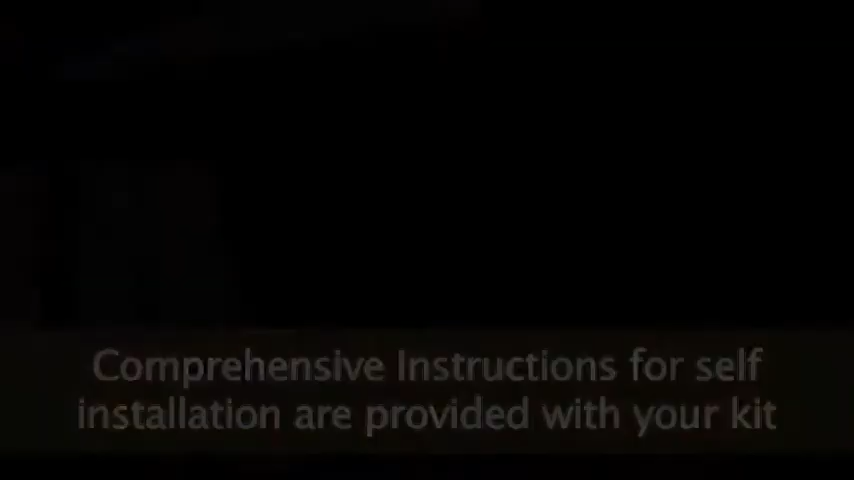 Comprehensive Instructions for self
installation are provided with your kit